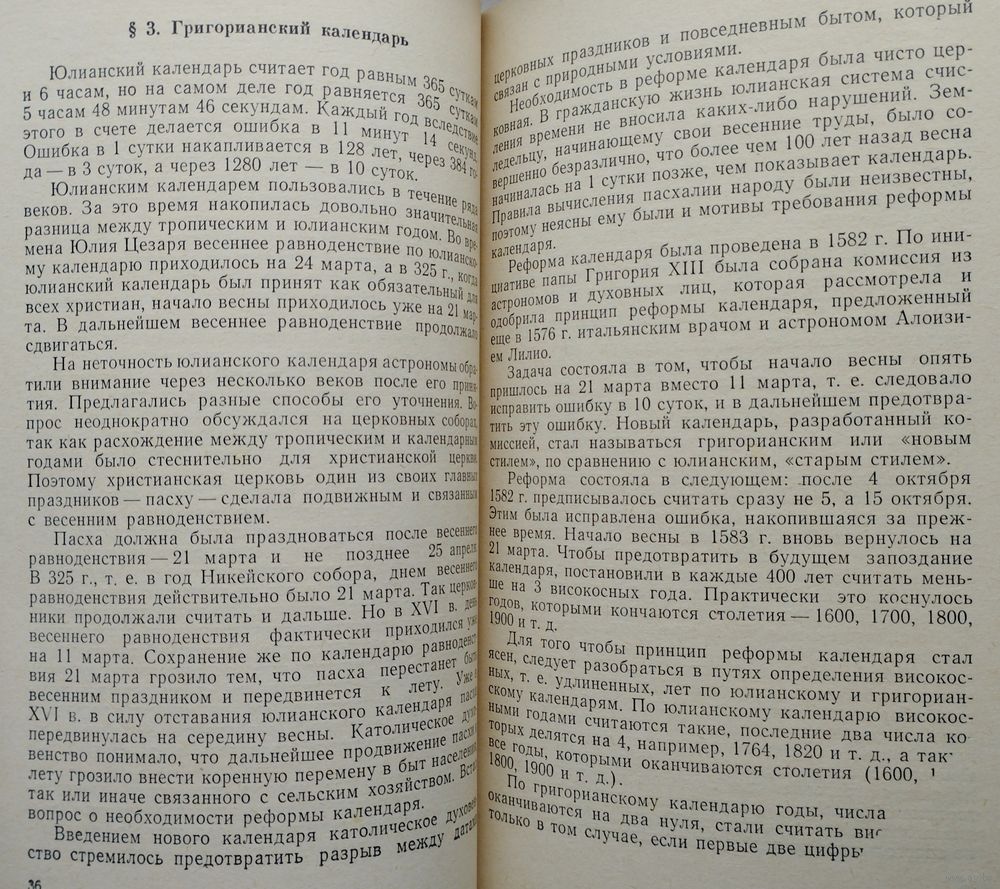 § 3. Григорианский календарь
Юлианский календарь считает год равным 365 суткам
и 6 часам, но на самом деле год равняется 365 суткам
5 часам 48 минутам 46 секундам. Каждый год вследствие
этого в счете делается ошибка в 11 минут 14 секунд.
Ошибка в 1 сутки накапливается в 128 лет, через 384 го-
да — в 3 суток, а через 1280 лет — в 10 суток.
Юлианским календарем пользовались в течение ряда
веков. За это время накопилась довольно значительная
разница между тропическим и юлианским годом. Во вре-
мена Юлия Цезаря весеннее равноденствие по юлианско-
му календарю приходилось на 24 марта, а в 325 г., когда
юлианский календарь был принят как обязательный для
всех христиан, начало весны приходилось уже на 21 мар-
та. В дальнейшем весеннее равноденствие продолжало
сдвигаться.
На неточность юлианского календаря астрономы обра-
тили внимание через несколько веков после его приня-
тия. Предлагались разные способы его уточнения. Во-
прос неоднократно обсуждался на церковных соборах,
так как расхождение между тропическим и календарным
годами было стеснительно для христианской церкви.
Поэтому христианская церковь один из своих главных
праздников — пасху — сделала подвижным и связанным
с весенним равноденствием.
Пасха должна была праздноваться после весеннего
равноденствия — 21 марта и не позднее 25 апреля.
В 325 г., т. е. в год Никейского собора, днем весеннего
равноденствия действительно было 21 марта. Так церков-
ники продолжали считать и дальше. Но в XVI в. день
весеннего равноденствия фактически приходился уже
на 11 марта. Сохранение же по календарю равноденст-
вия 21 марта грозило тем, что пасха перестанет быть
весенним праздником и передвинется к лету. Уже в
XVI в. в силу отставания юлианского календаря пасха
передвинулась на середину весны. Католическое духо-
венство понимало, что дальнейшее продвижение пасхи к
лету грозило внести коренную перемену в быт населения,
так или иначе связанного с сельским хозяйством. Встал
вопрос о необходимости реформы календаря.
Введением нового календаря католическое духовен-
ство стремилось предотвратить разрыв между датами
36
церковных праздников и повседневным бытом, который
связан с природными условиями.
Необходимость в реформе календаря была чисто цер-
ковная. В гражданскую жизнь юлианская система счис-
ления времени не вносила каких-либо нарушений. Зем-
ледельцу, начинающему свои весенние труды, было со-
вершенно безразлично, что более чем 100 лет назад весна
начиналась на 1 сутки позже, чем показывает календарь.
Правила вычисления пасхалии народу были неизвестны,
поэтому неясны ему были и мотивы требования реформы
календаря.
Реформа календаря была проведена в 1582 г. По ини-
циативе папы Григория XIII была собрана комиссия из
астрономов и духовных лиц, которая рассмотрела и
одобрила принцип реформы календаря, предложенный
еще в 1576 г. итальянским врачом и астрономом Алоизи-
ем Лилио.
Задача состояла в том, чтобы начало весны опять
пришлось на 21 марта вместо 11 марта, т. е. следовало
исправить ошибку в 10 суток, и в дальнейшем предотвра-
тить эту ошибку. Новый календарь, разработанный ко-
миссией, стал называться григорианским или «новым
стилем», по сравнению с юлианским, «старым стилем».
Реформа состояла в следующем: после 4 октября
1582 г. предписывалось считать сразу не 5, а 15 октября.
Этим была исправлена ошибка, накопившаяся за преж-
нее время. Начало весны в 1583 г. вновь вернулось на
21 марта. Чтобы предотвратить в будущем запоздание
календаря, постановили в каждые 400 лет считать мень-
ше на 3 високосных года. Практически это коснулось
годов, которыми кончаются столетия — 1600, 1700, 1800,
1900 и т. д.
Для того чтобы принцип реформы календаря стал
ясен, следует разобраться в путях определения високос-
ных, т. е. удлиненных, лет по юлианскому и григориан-
скому календарям. По юлианскому календарю високос-
ными годами считаются такие, последние два числа ко
торых делятся на 4, например, 1764, 1820 и т. д., а так
все годы, которыми оканчиваются столетия (1600,
1800, 1900 и т. д.).
По григорианскому календарю годы, числа
оканчиваются на два нуля, стали считать вис
только в том случае, если первые две цифры